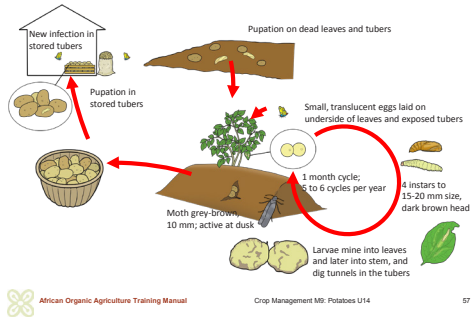 Pupation on dead leaves and tubers
New infection in
stored tubers
Pupation in
stored tubers
Small, translucent eggs laid on
underside of leaves and exposed tubers
1 month cycle;
5 to 6 cycles per year
4 instars to
15-20 mm size,
dark brown head
Moth grey-brown,
10 mm; active at dusk
Larvae mine into leaves
and later into stem, and
dig tunnels in the tubers
African Organic Agriculture Training Manual
Crop Management M9: Potatoes U14
57